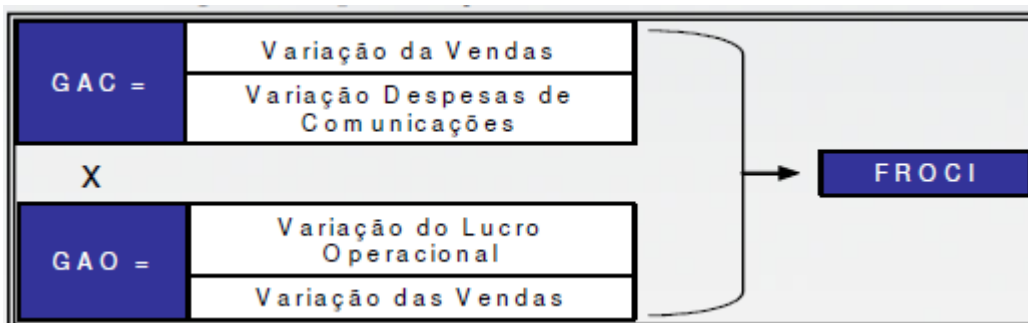 GAC =
Variação da Vendas
Variação Despesas de
Comunicações
X
GAO =
Variação do Lucro
Operacional
Variação das Vendas
FROCI